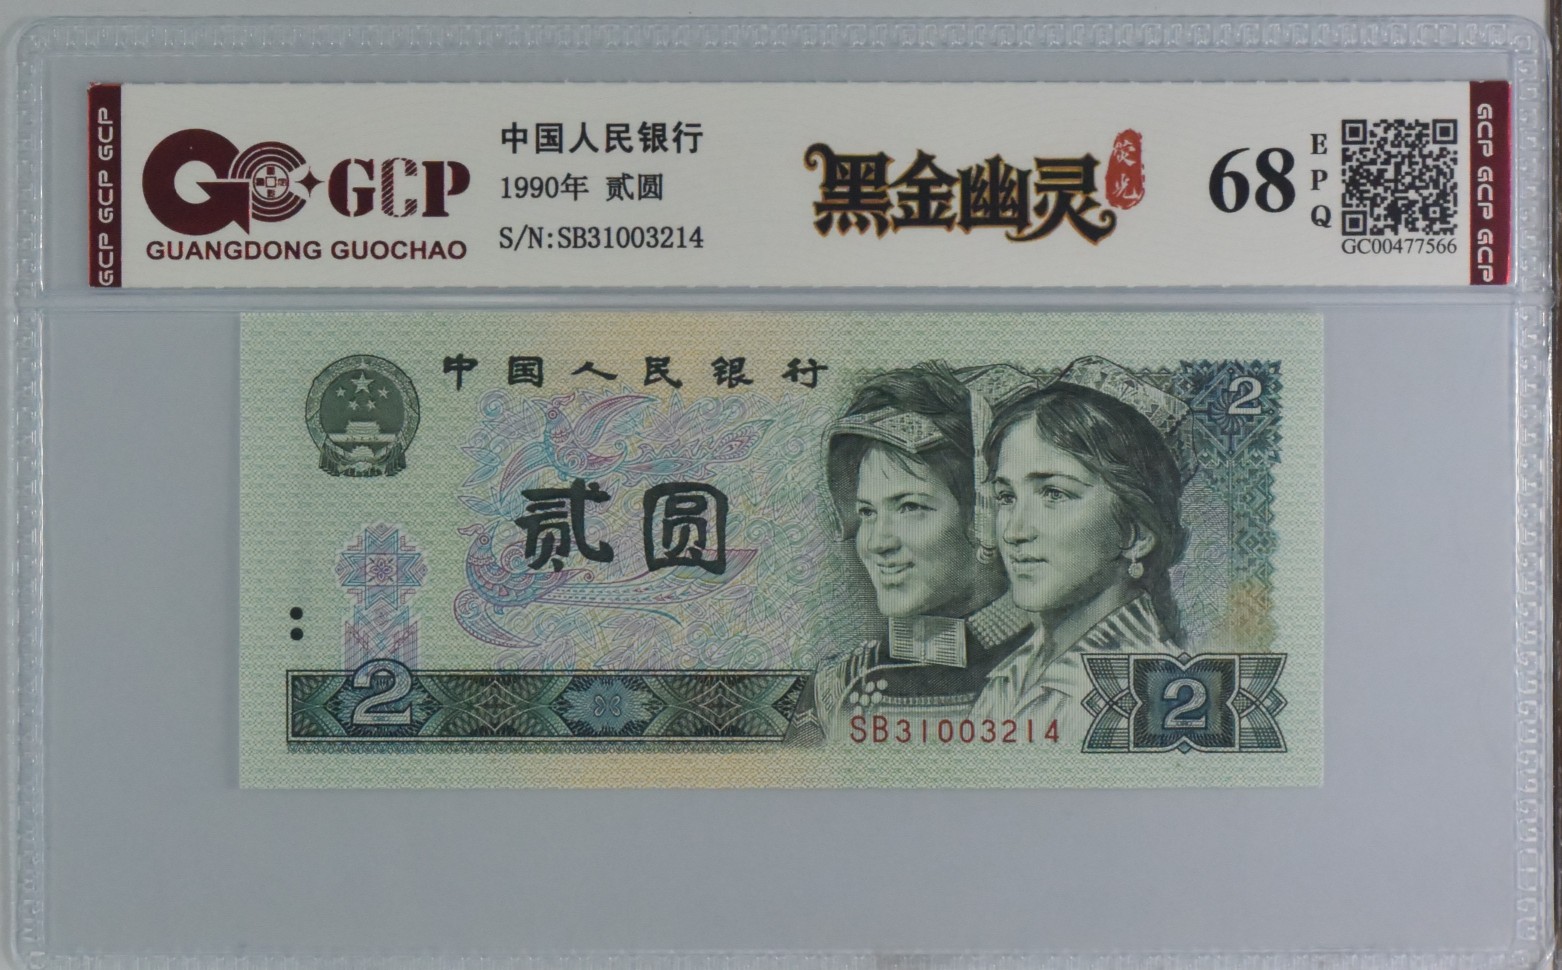 GCP GCP GCP
GCP
GUANGDONG GUOCHAO
中国人民银行
1990年 贰圆
S/N:SB31003214
黑金幽灵
荧光
68
EPQ
GC00477566
GCP GCP GCP
中国人民银行
2
贰圆
2
SB31003214
2